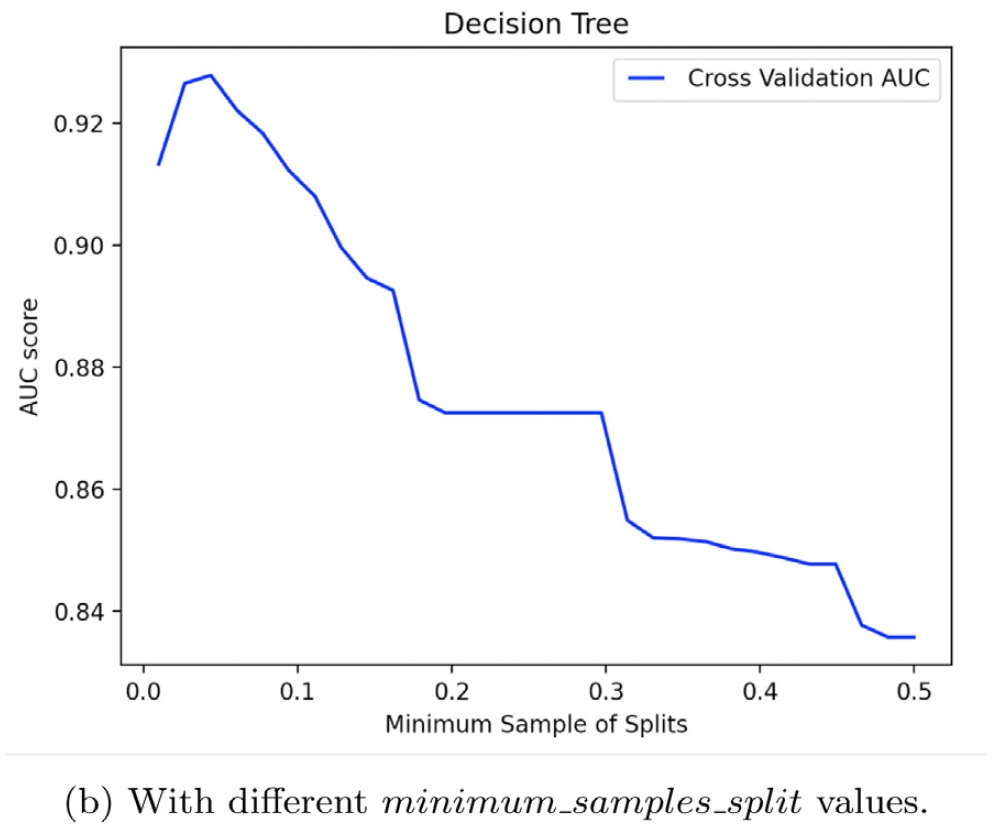 Decision Tree
Cross Validation AUC
0.92
0.90
0.88
0.86
0.84
AUC score
0.0 0.1 0.2 0.3 0.4 0.5
Minimum Sample of Splits
(b) With different minimum_samples_split values.